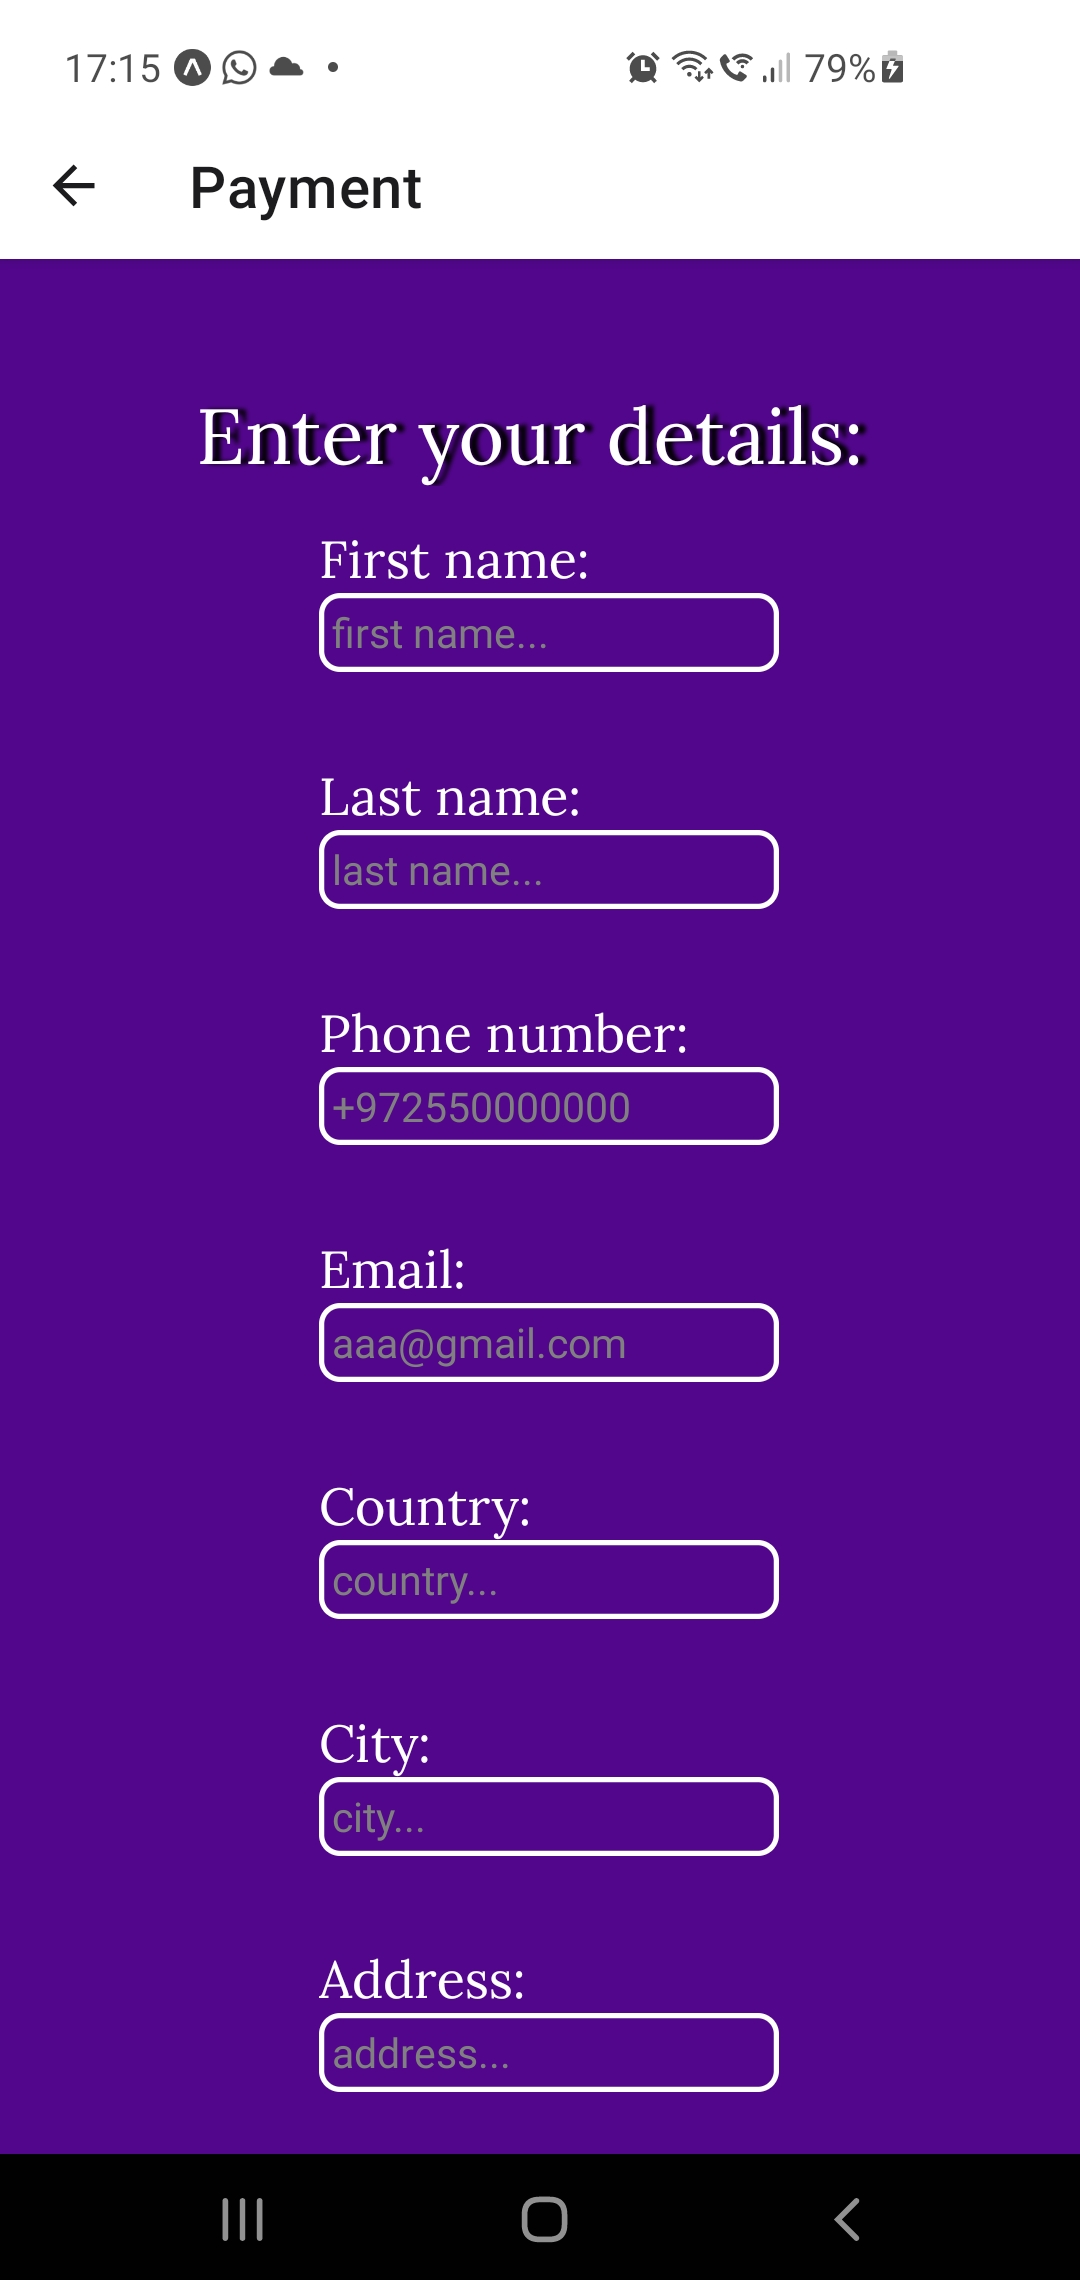 17:15 79%
Payment
Enter your details:
First name:
first name...
Last name:
last name...
Phone number:
+972550000000
Email:
aaa@gmail.com
Country:
country...
City:
city...
Address:
address...